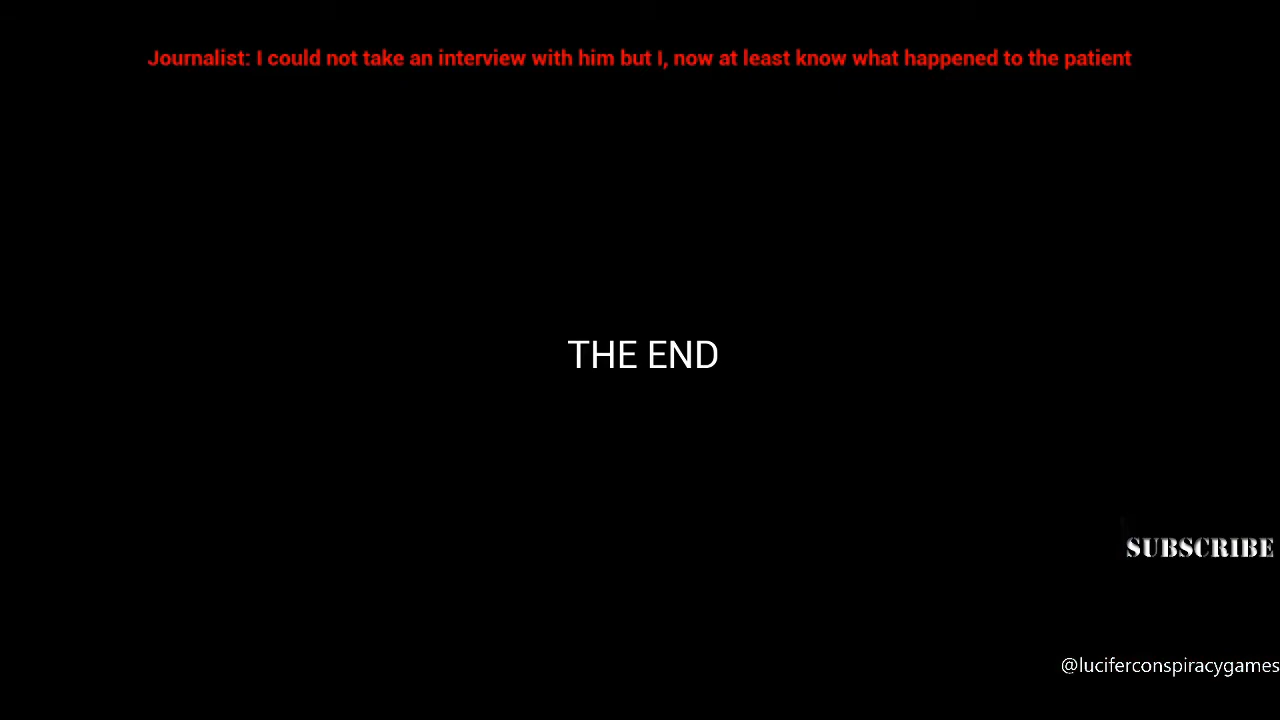 Journalist: I could not take an interview with him but I, now at least know what happened to the patient
THE END
SUBSCRIBE
@luciferconspiracygames